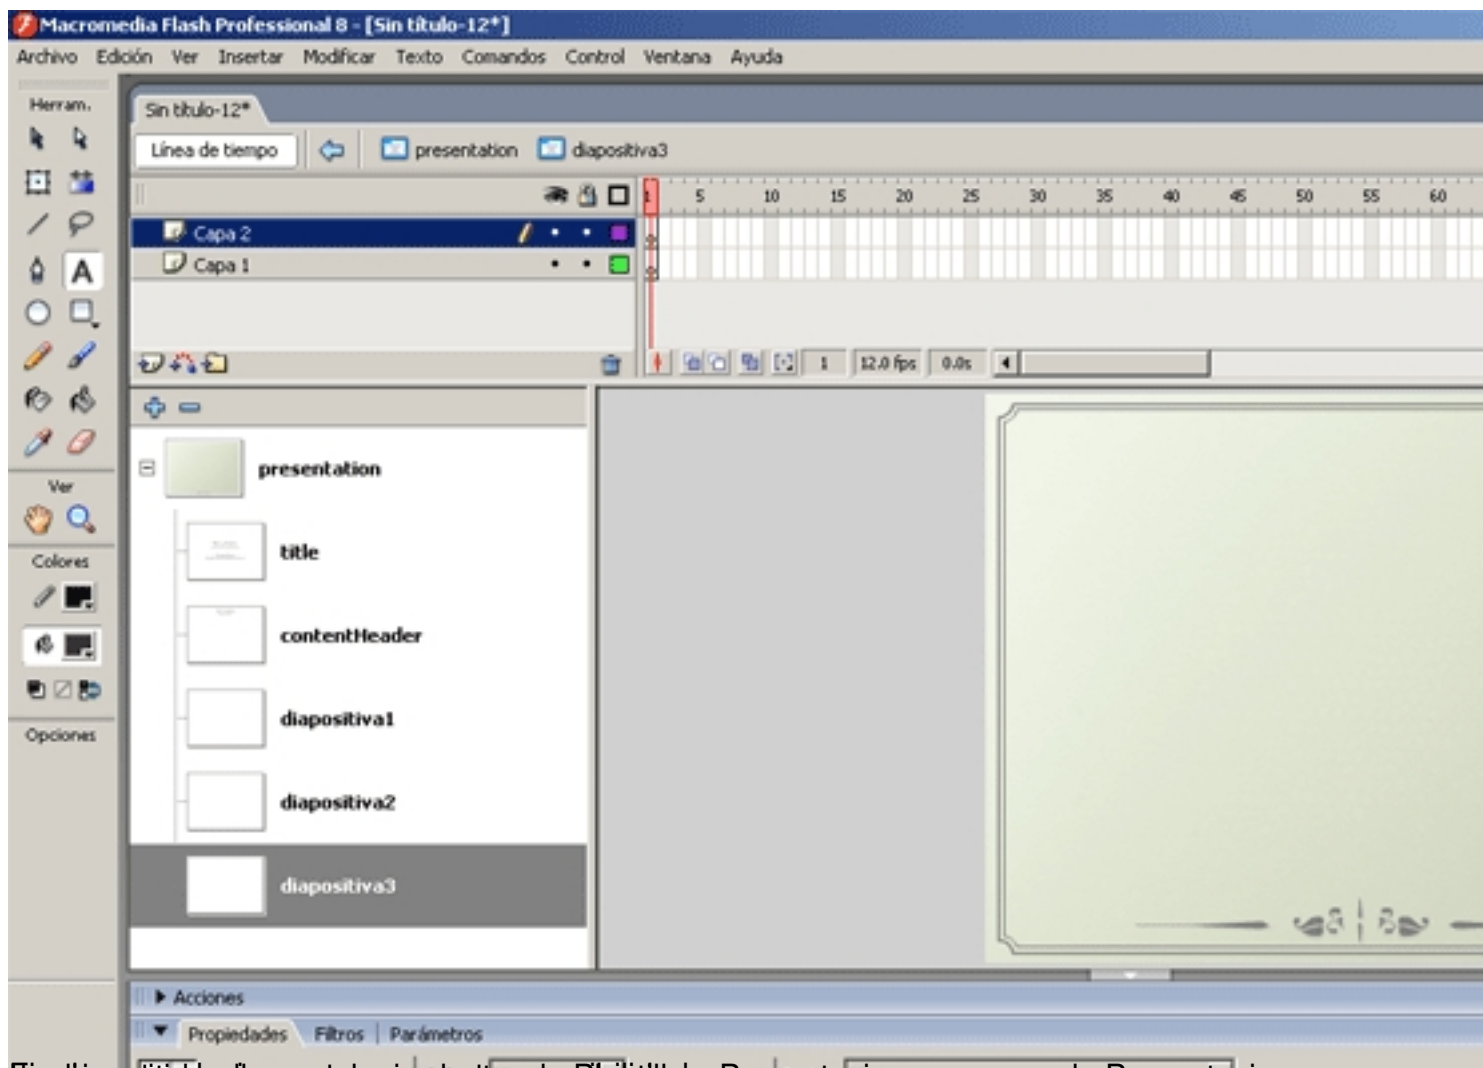 Macromedia Flash Professional 8 - [Sin título-12*]
Archivo Edición Ver Insertar Modificar Texto Comandos Control Ventana Ayuda
Herram.
Sin título-12*
Línea de tiempo presentation diapositiva3
1 5 10 15 20 25 30 35 40 45 50 55 60
Capa 2
Capa 1
1 12.0 fps 0.0s
presentation
Ver
title
Colores
contentHeader
diapositiva1
Opciones
diapositiva2
diapositiva3
Acciones
Propiedades Filtros Parámetros